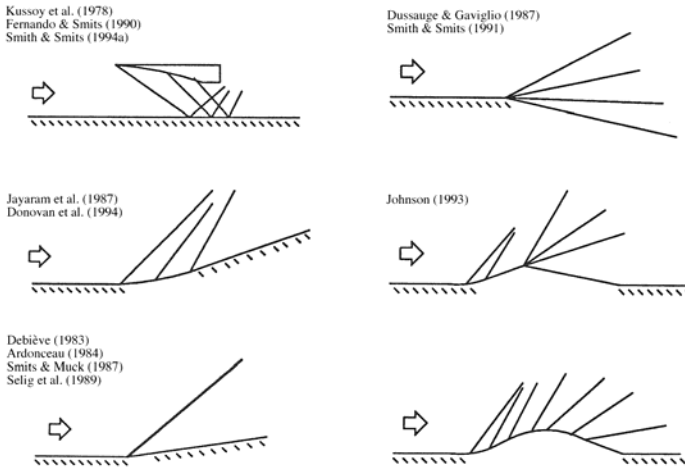 Kussoy et al. (1978)
Fernando & Smits (1990)
Smith & Smits (1994a)
Dussauge & Gaviglio (1987)
Smith & Smits (1991)
Jayaram et al. (1987)
Donovan et al. (1994)
Johnson (1993)
Debiève (1983)
Ardonceau (1984)
Smits & Muck (1987)
Selig et al. (1989)